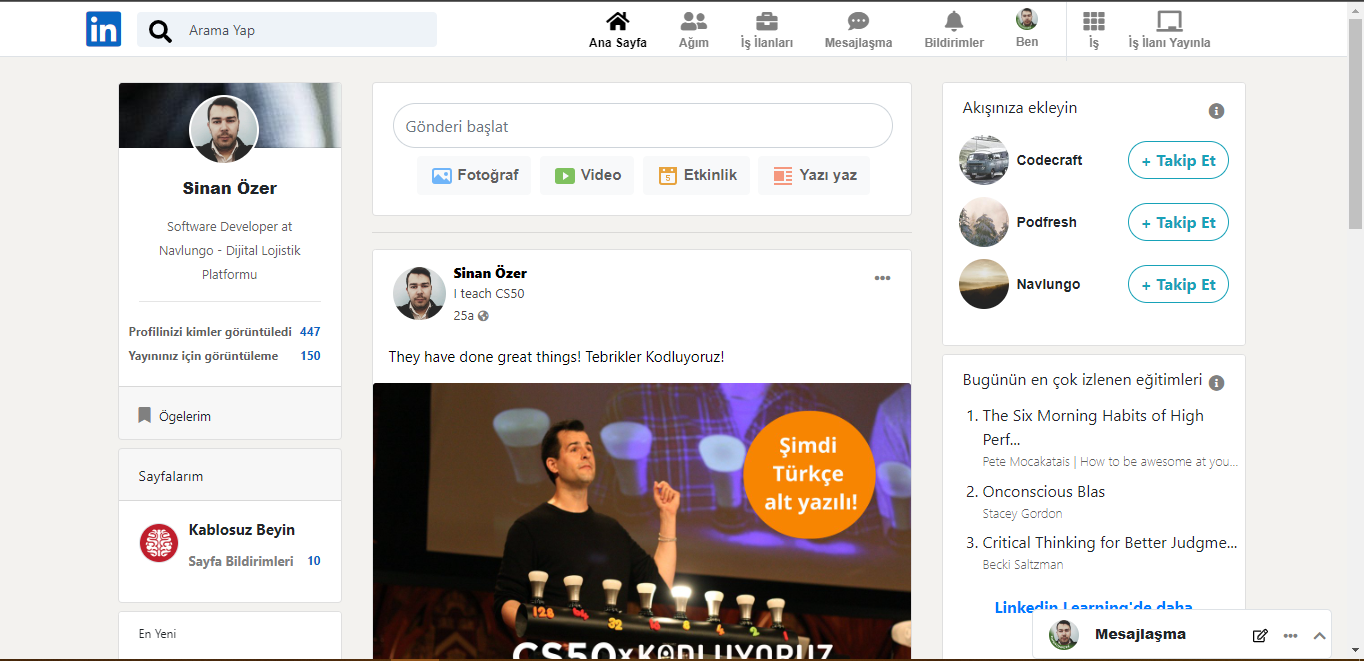 in
Arama Yap
Ana Sayfa
Ağım
İş İlanları
Mesajlaşma
Bildirimler
Ben
İş
İş İlanı Yayınla
Sinan Özer
Software Developer at
Navlungo - Dijital Lojistik
Platformu
Profilinizi kimler görüntüledi 447
Yayınınız için görüntüleme 150
Ögelerim
Sayfalarım
Kablosuz Beyin
Sayfa Bildirimleri 10
En Yeni
Gönderi başlat
Fotoğraf
Video
5
Etkinlik
Yazı yaz
Sinan Özer
I teach CS50
25a
They have done great things! Tebrikler Kodluyoruz!
Şimdi
Türkçe
alt yazılı!
128 64 32 16 8 4 2 1
CS50xKODLUYORUZ
Akışınıza ekleyin
Codecraft
+ Takip Et
Podfresh
+ Takip Et
Navlungo
+ Takip Et
Bugünün en çok izlenen eğitimleri
1. The Six Morning Habits of High
Perf...
Pete Mocakatais | How to be awesome at you...
2. Onconscious Blas
Stacey Gordon
3. Critical Thinking for Better Judgme...
Becki Saltzman
Linkedin Learning'de daha
Mesajlaşma